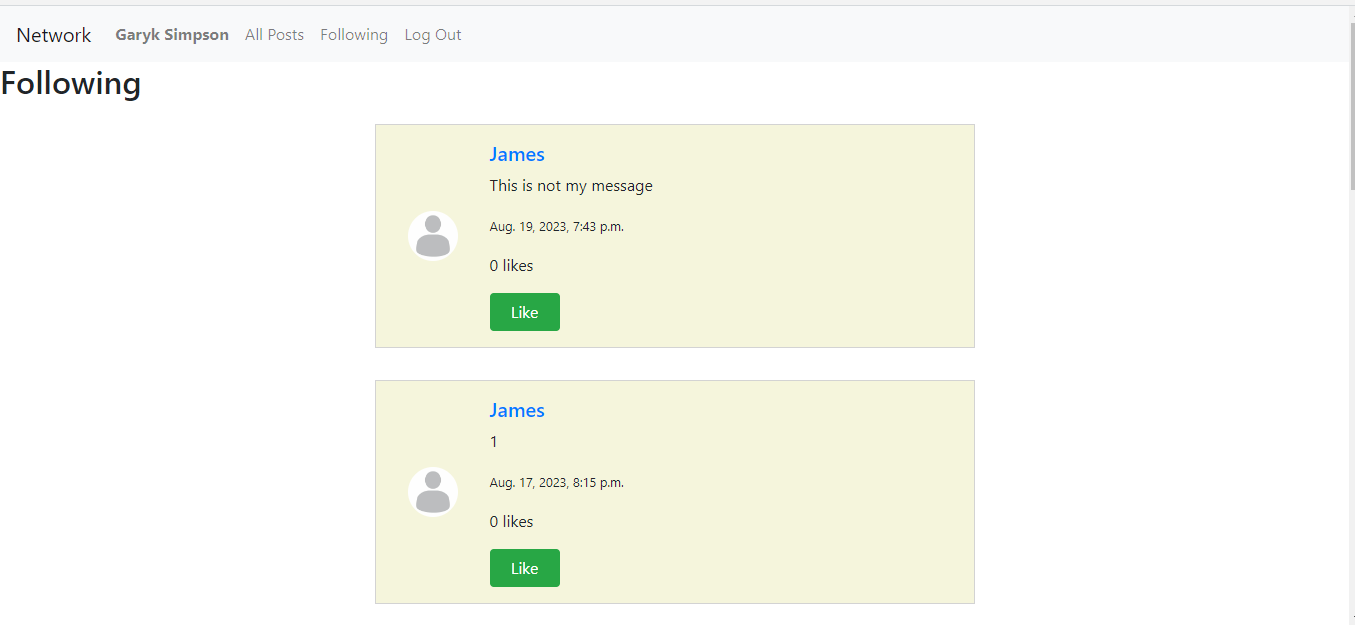 Network Garyk Simpson All Posts Following Log Out
Following
James
This is not my message
Aug. 19, 2023, 7:43 p.m.
0 likes
Like
James
1
Aug. 17, 2023, 8:15 p.m.
0 likes
Like